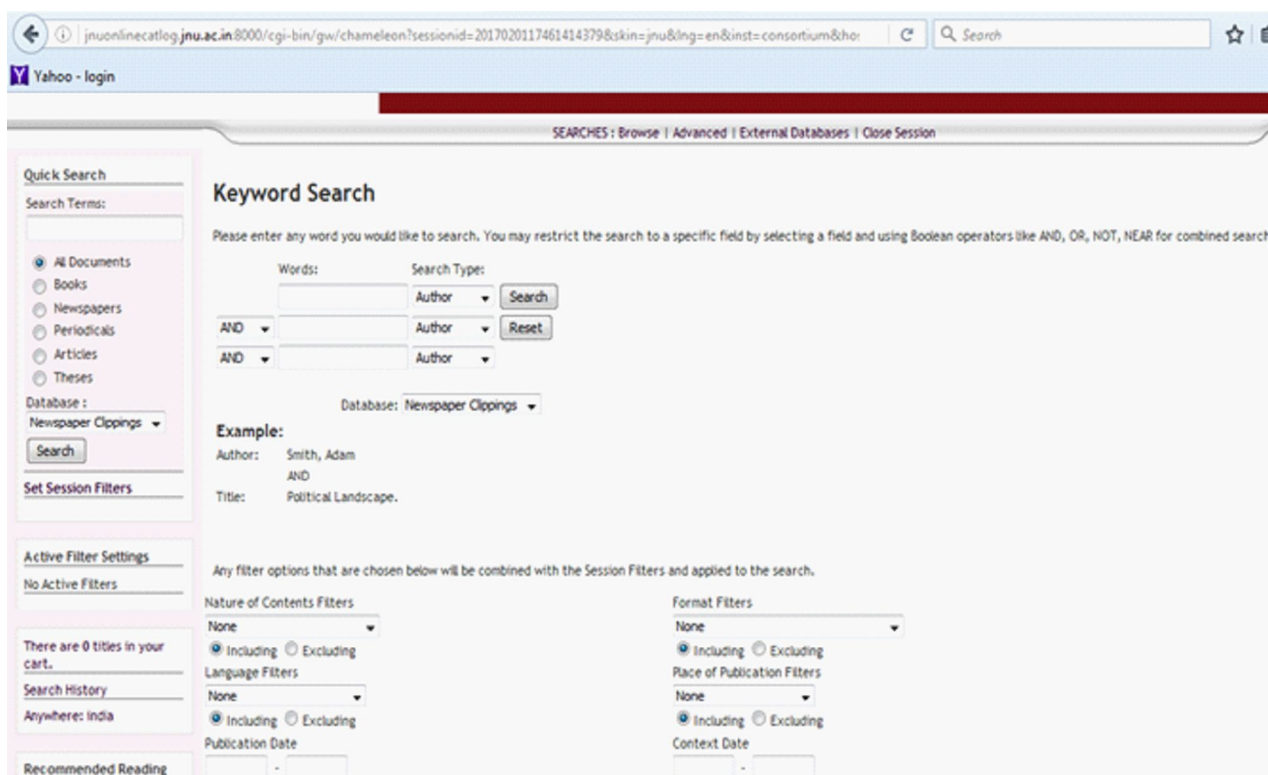 jnuonlinecatlog.jnu.ac.in:8000/cgi-bin/gw/chameleon?sessionid=2017020117461414379&skin=jnu&lng=en&inst=consortium&ho:
Search
Yahoo - login
SEARCHES : Browse | Advanced | External Databases | Close Session
Quick Search
Search Terms:
All Documents
Books
Newspapers
Periodicals
Articles
Theses
Database :
Newspaper Clippings
Search
Set Session Filters
Active Filter Settings
No Active Filters
There are 0 titles in your
cart.
Search History
Anywhere: india
Recommended Reading
Keyword Search
Please enter any word you would like to search. You may restrict the search to a specific field by selecting a field and using Boolean operators like AND, OR, NOT, NEAR for combined search
Words: Search Type:
Author Search
AND Author Reset
AND Author
Database: Newspaper Clippings
Example:
Author: Smith, Adam
AND
Title: Political Landscape.
Any filter options that are chosen below will be combined with the Session Filters and applied to the search.
Nature of Contents Filters
None
Including Excluding
Language Filters
None
Including Excluding
Publication Date
-
Format Filters
None
Including Excluding
Place of Publication Filters
None
Including Excluding
Context Date
-